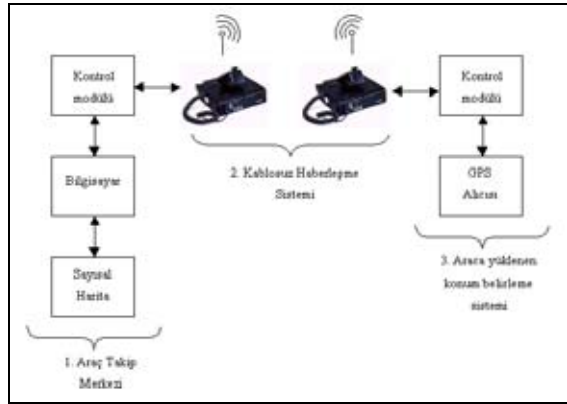 Kontrol
modülü
Bilgisayar
Sayısal
Harita
1. Araç Takip
Merkezi
2. Kablosuz Haberleşme
Sistemi
Kontrol
modülü
GPS
Alıcısı
3. Araca yüklenen
konum belirleme
sistemi